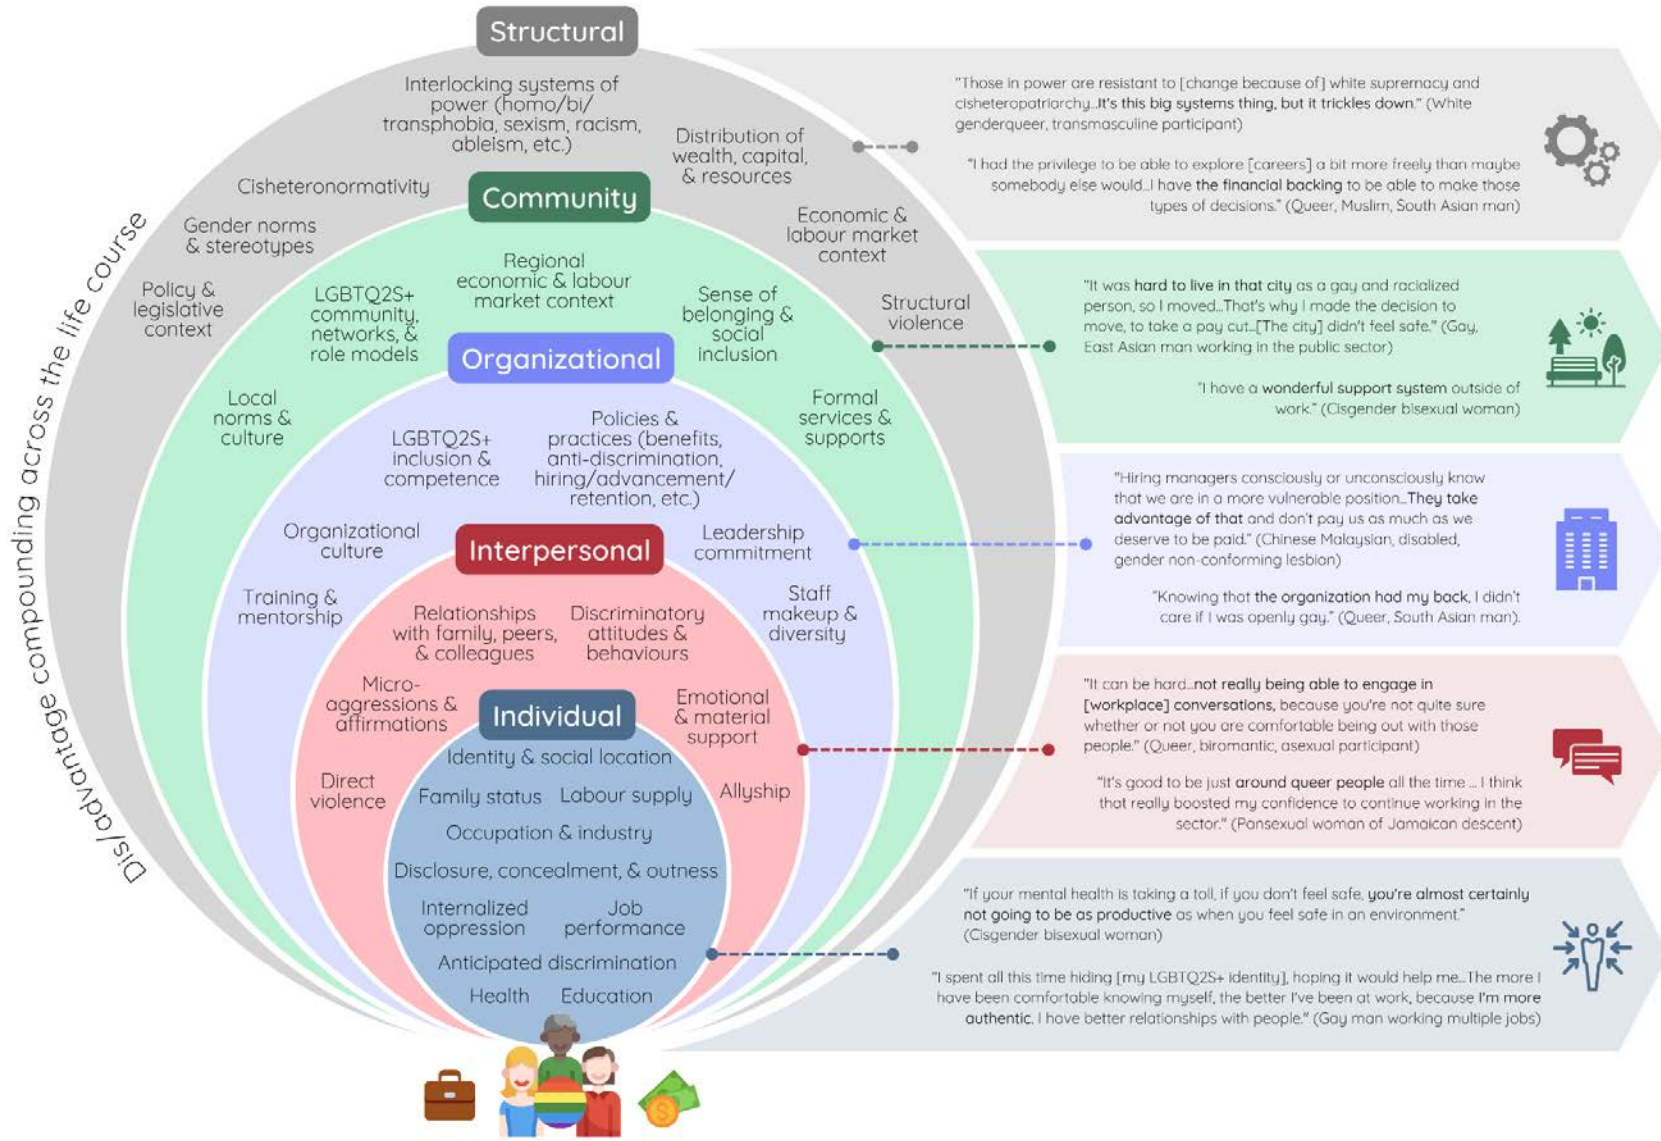 Structural
Interlocking systems of
power (homo/bi/
transphobia, sexism, racism,
ableism, etc.)
Distribution of
wealth, capital,
& resources
Cisheteronormativity
Gender norms
& stereotypes
Economic &
labour market
context
Policy &
legislative
context
Structural
violence
Dis/advantage compounding across the life course
Community
Regional
economic & labour
market context
LGBTQ2S+
community,
networks, &
role models
Sense of
belonging &
social
inclusion
Local
norms &
culture
Formal
services &
supports
Organizational
LGBTQ2S+
inclusion &
competence
Policies &
practices (benefits,
anti-discrimination,
hiring/advancement/
retention, etc.)
Organizational
culture
Leadership
commitment
Training &
mentorship
Staff
makeup &
diversity
Interpersonal
Relationships
with family, peers,
& colleagues
Discriminatory
attitudes &
behaviours
Micro-
aggressions &
affirmations
Emotional
& material
support
Direct
violence
Allyship
Individual
Identity & social location
Family status
Labour supply
Occupation & industry
Disclosure, concealment, & outness
Internalized
oppression
Job
performance
Anticipated discrimination
Health
Education
"Those in power are resistant to [change because of] white supremacy and
cisheteropatriarchy...It's this big systems thing, but it trickles down." (White
genderqueer, transmasculine participant)
"I had the privilege to be able to explore [careers] a bit more freely than maybe
somebody else would...I have the financial backing to be able to make those
types of decisions." (Queer, Muslim, South Asian man)
"It was hard to live in that city as a gay and racialized
person, so I moved...That's why I made the decision to
move, to take a pay cut...[The city] didn't feel safe." (Gay,
East Asian man working in the public sector)
"I have a wonderful support system outside of
work." (Cisgender bisexual woman)
"Hiring managers consciously or unconsciously know
that we are in a more vulnerable position...They take
advantage of that and don't pay us as much as we
deserve to be paid." (Chinese Malaysian, disabled,
gender non-conforming lesbian)
"Knowing that the organization had my back, I didn't
care if I was openly gay." (Queer, South Asian man).
"It can be hard...not really being able to engage in
[workplace] conversations, because you're not quite sure
whether or not you are comfortable being out with those
people." (Queer, biromantic, asexual participant)
"It's good to be just around queer people all the time ... I think
that really boosted my confidence to continue working in the
sector." (Pansexual woman of Jamaican descent)
"If your mental health is taking a toll, if you don't feel safe, you're almost certainly
not going to be as productive as when you feel safe in an environment."
(Cisgender bisexual woman)
"I spent all this time hiding [my LGBTQ2S+ identity], hoping it would help me...The more I
have been comfortable knowing myself, the better I've been at work, because I'm more
authentic. I have better relationships with people." (Gay man working multiple jobs)